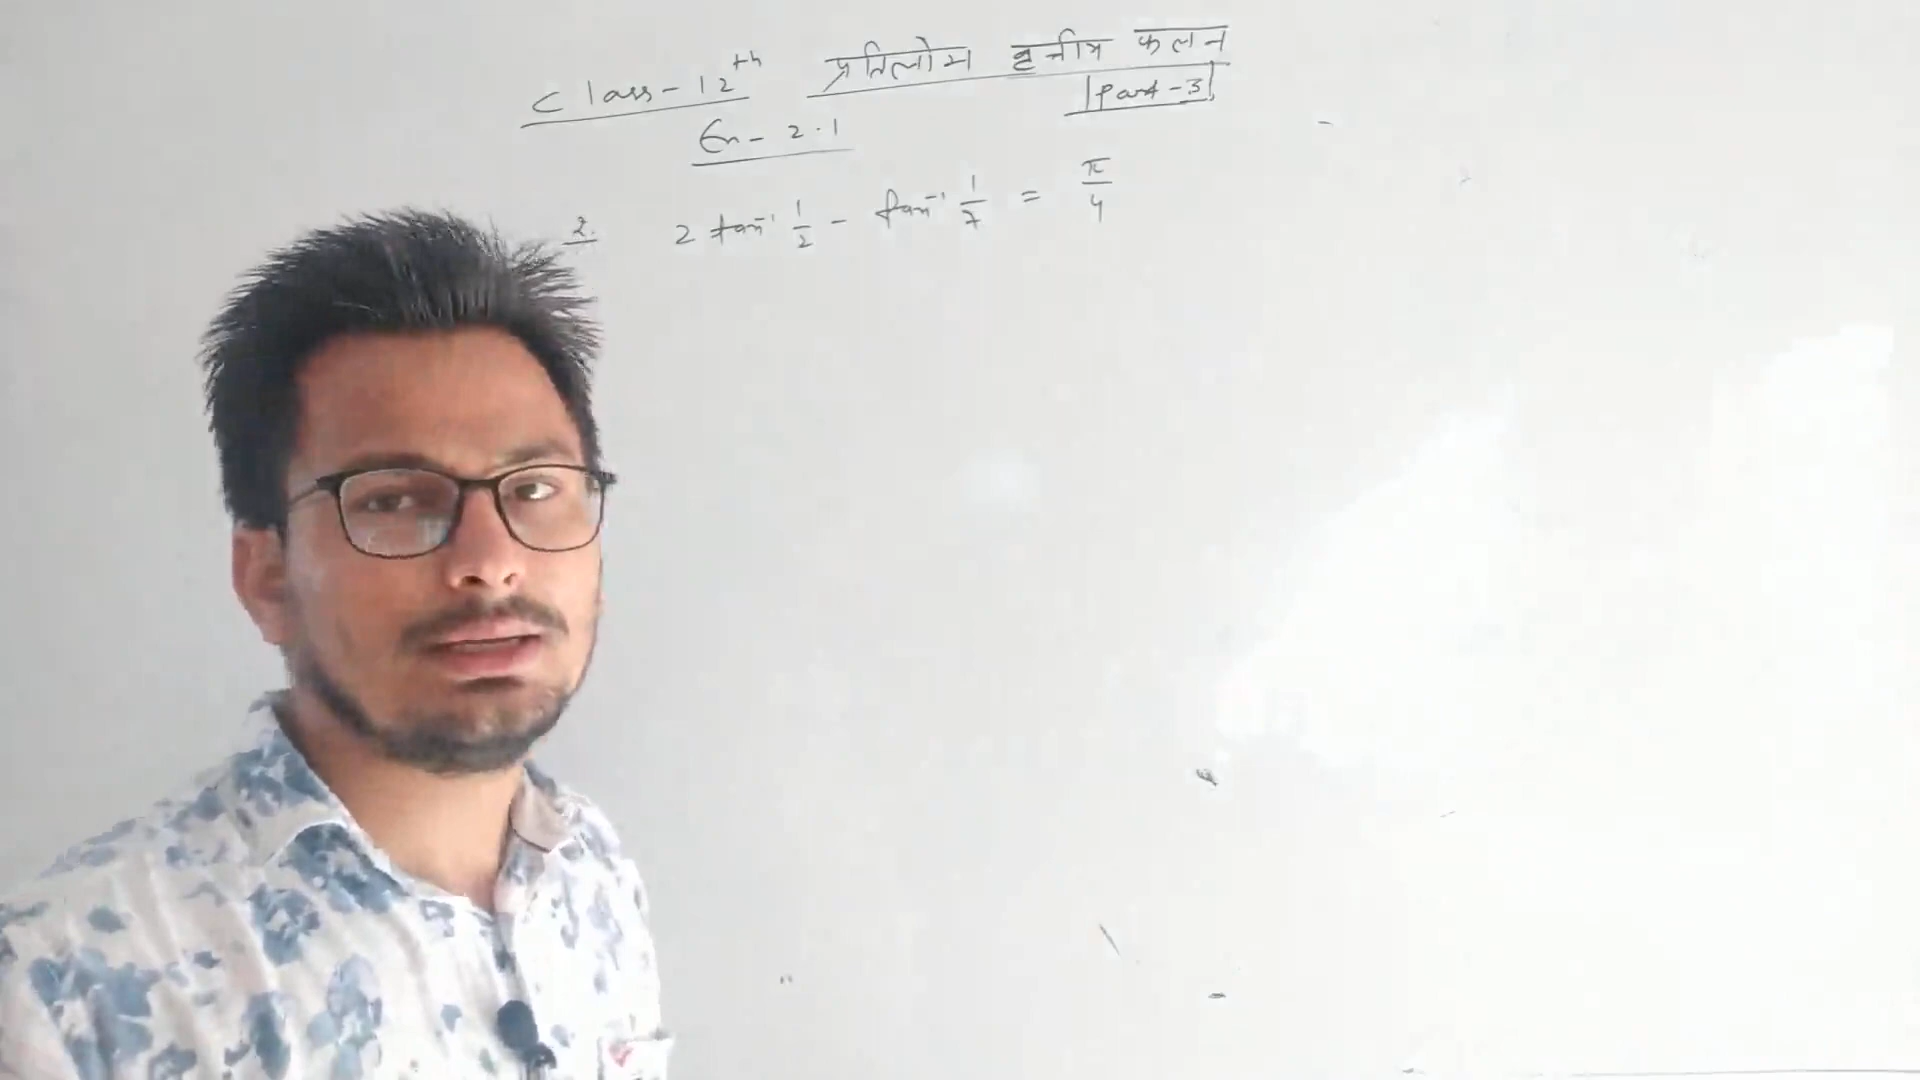 Class-12th प्रतिलोम वृत्तीय फलन
Part-3
Ex-2.1
2. 2 tan⁻¹ 1/2 - tan⁻¹ 1/7 = π/4